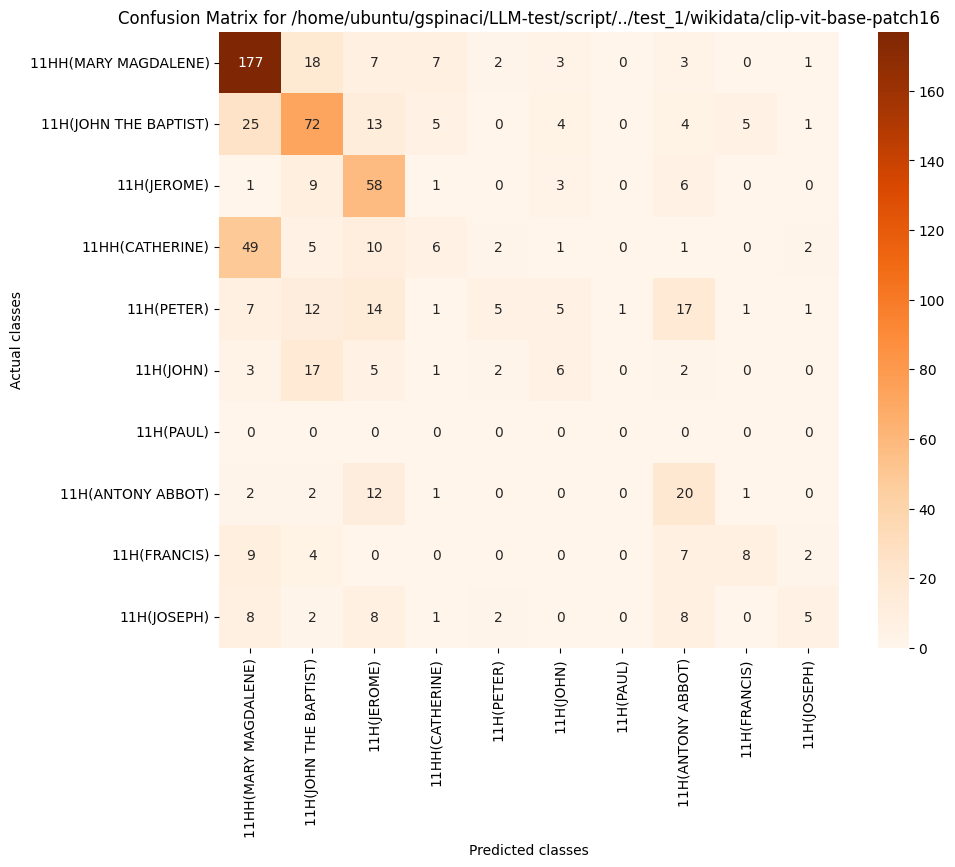 Confusion Matrix for /home/ubuntu/gspinaci/LLM-test/script/../test_1/wikidata/clip-vit-base-patch16
Actual classes
11HH(MARY MAGDALENE) 177 18 7 7 2 3 0 3 0 1
11H(JOHN THE BAPTIST) 25 72 13 5 0 4 0 4 5 1
11H(JEROME) 1 9 58 1 0 3 0 6 0 0
11HH(CATHERINE) 49 5 10 6 2 1 0 1 0 2
11H(PETER) 7 12 14 1 5 5 1 17 1 1
11H(JOHN) 3 17 5 1 2 6 0 2 0 0
11H(PAUL) 0 0 0 0 0 0 0 0 0 0
11H(ANTONY ABBOT) 2 2 12 1 0 0 0 20 1 0
11H(FRANCIS) 9 4 0 0 0 0 0 7 8 2
11H(JOSEPH) 8 2 8 1 2 0 0 8 0 5
11HH(MARY MAGDALENE)
11H(JOHN THE BAPTIST)
11H(JEROME)
11HH(CATHERINE)
11H(PETER)
11H(JOHN)
11H(PAUL)
11H(ANTONY ABBOT)
11H(FRANCIS)
11H(JOSEPH)
Predicted classes
160
140
120
100
80
60
40
20
0